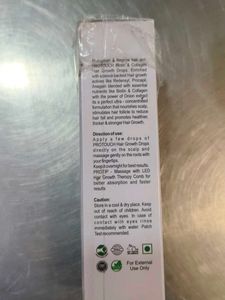 PROTOUCH Biotin & Collagen
Hair Growth Drops. Enriched
with science backed Hair growth
actives like Redensyl, Procapil,
Anagain blended with essential
nutrients like Biotin & Collagen
with the power of Onion extract
its a perfect ultra - concentrated
formulation that nourishes scalp,
stimulates hair follicle to reduce
hair fall and promotes healthier,
thicker & stronger Hair Growth.
Direction of use:
Apply a few drops of
PROTOUCH Hair Growth Drops
directly on the scalp and
massage gently on the roots with
your fingertips.
Keep it overnight for best results.
PROTIP - Massage with LED
Hair Growth Therapy Comb for
better absorption and faster
results
Caution:
Store in a cool & dry place. Keep
out of reach of children. Avoid
contact with eyes. In case of
contact with eyes rinse
immediately with water. Patch
Test recommended.
For External
Use Only